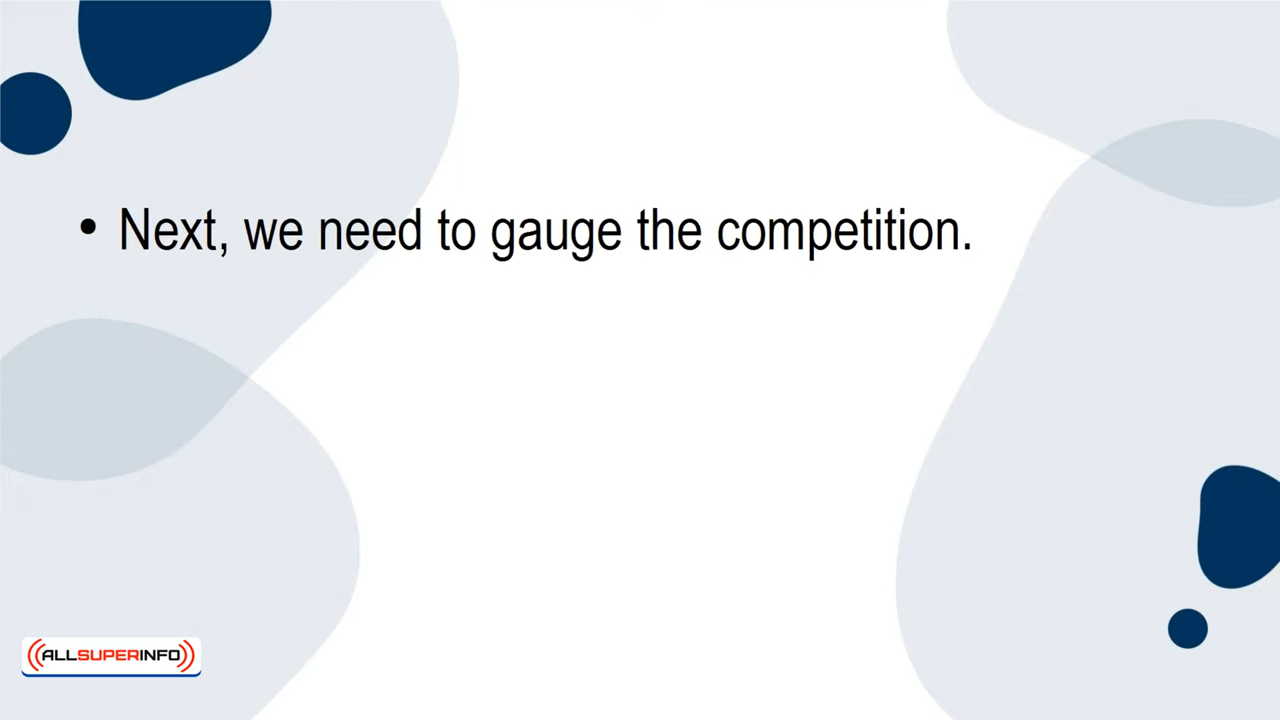 • Next, we need to gauge the competition.
ALLSUPERINFO